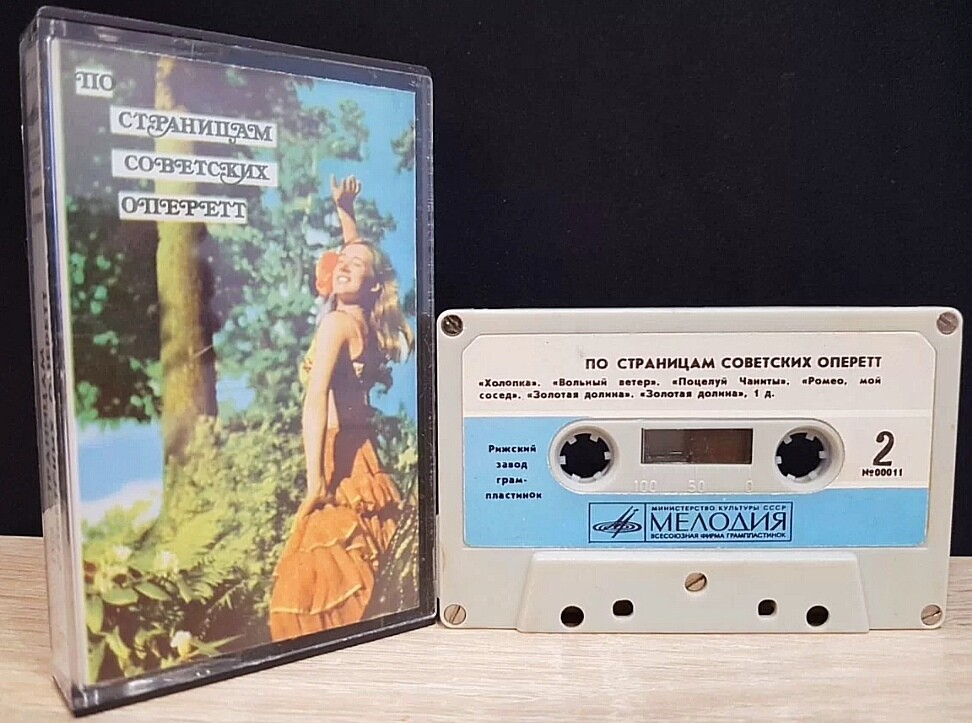 ПО
СТРАНИЦАМ
СОВЕТСКИХ
ОПЕРЕТТ
ПО СТРАНИЦАМ СОВЕТСКИХ ОПЕРЕТТ
«Холопка». «Вольный ветер». «Поцелуй Чаниты». «Ромео, мой
сосед». «Золотая долина». «Золотая долина», 1 д.
Рижский
завод
грам-
пластинок
100 50 0
2
№00011
МИНИСТЕРСТВО КУЛЬТУРЫ СССР
МЕЛОДИЯ
ВСЕСОЮЗНАЯ ФИРМА ГРАМПЛАСТИНОК